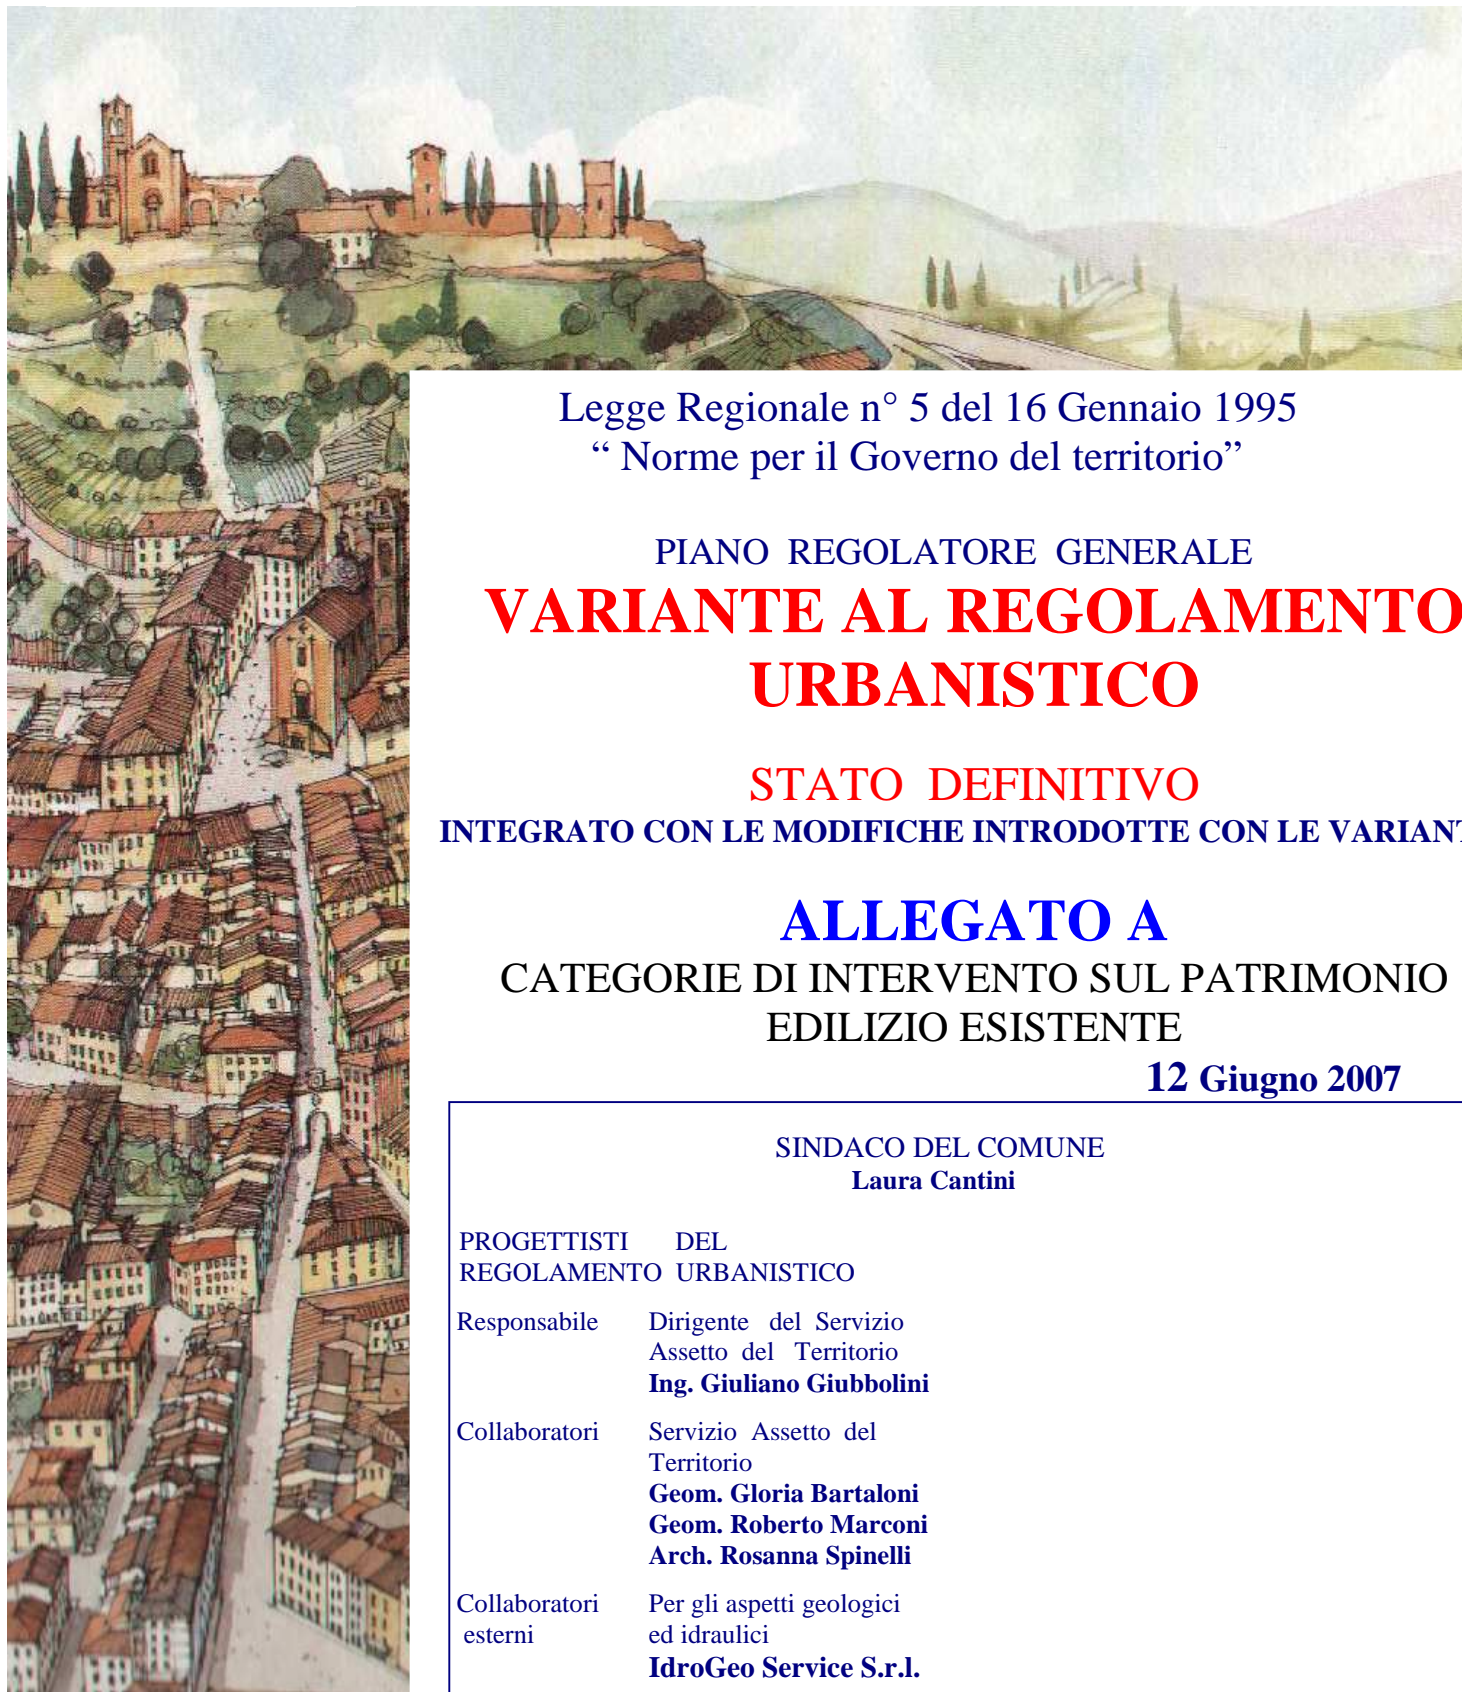 Legge Regionale n° 5 del 16 Gennaio 1995
“ Norme per il Governo del territorio”
PIANO REGOLATORE GENERALE
VARIANTE AL REGOLAMENTO
URBANISTICO
STATO DEFINITIVO
INTEGRATO CON LE MODIFICHE INTRODOTTE CON LE VARIANT
ALLEGATO A
CATEGORIE DI INTERVENTO SUL PATRIMONIO
EDILIZIO ESISTENTE
12 Giugno 2007
SINDACO DEL COMUNE
Laura Cantini
PROGETTISTI DEL
REGOLAMENTO URBANISTICO
Responsabile Dirigente del Servizio
Assetto del Territorio
Ing. Giuliano Giubbolini
Collaboratori Servizio Assetto del
Territorio
Geom. Gloria Bartaloni
Geom. Roberto Marconi
Arch. Rosanna Spinelli
Collaboratori Per gli aspetti geologici
esterni ed idraulici
IdroGeo Service S.r.l.